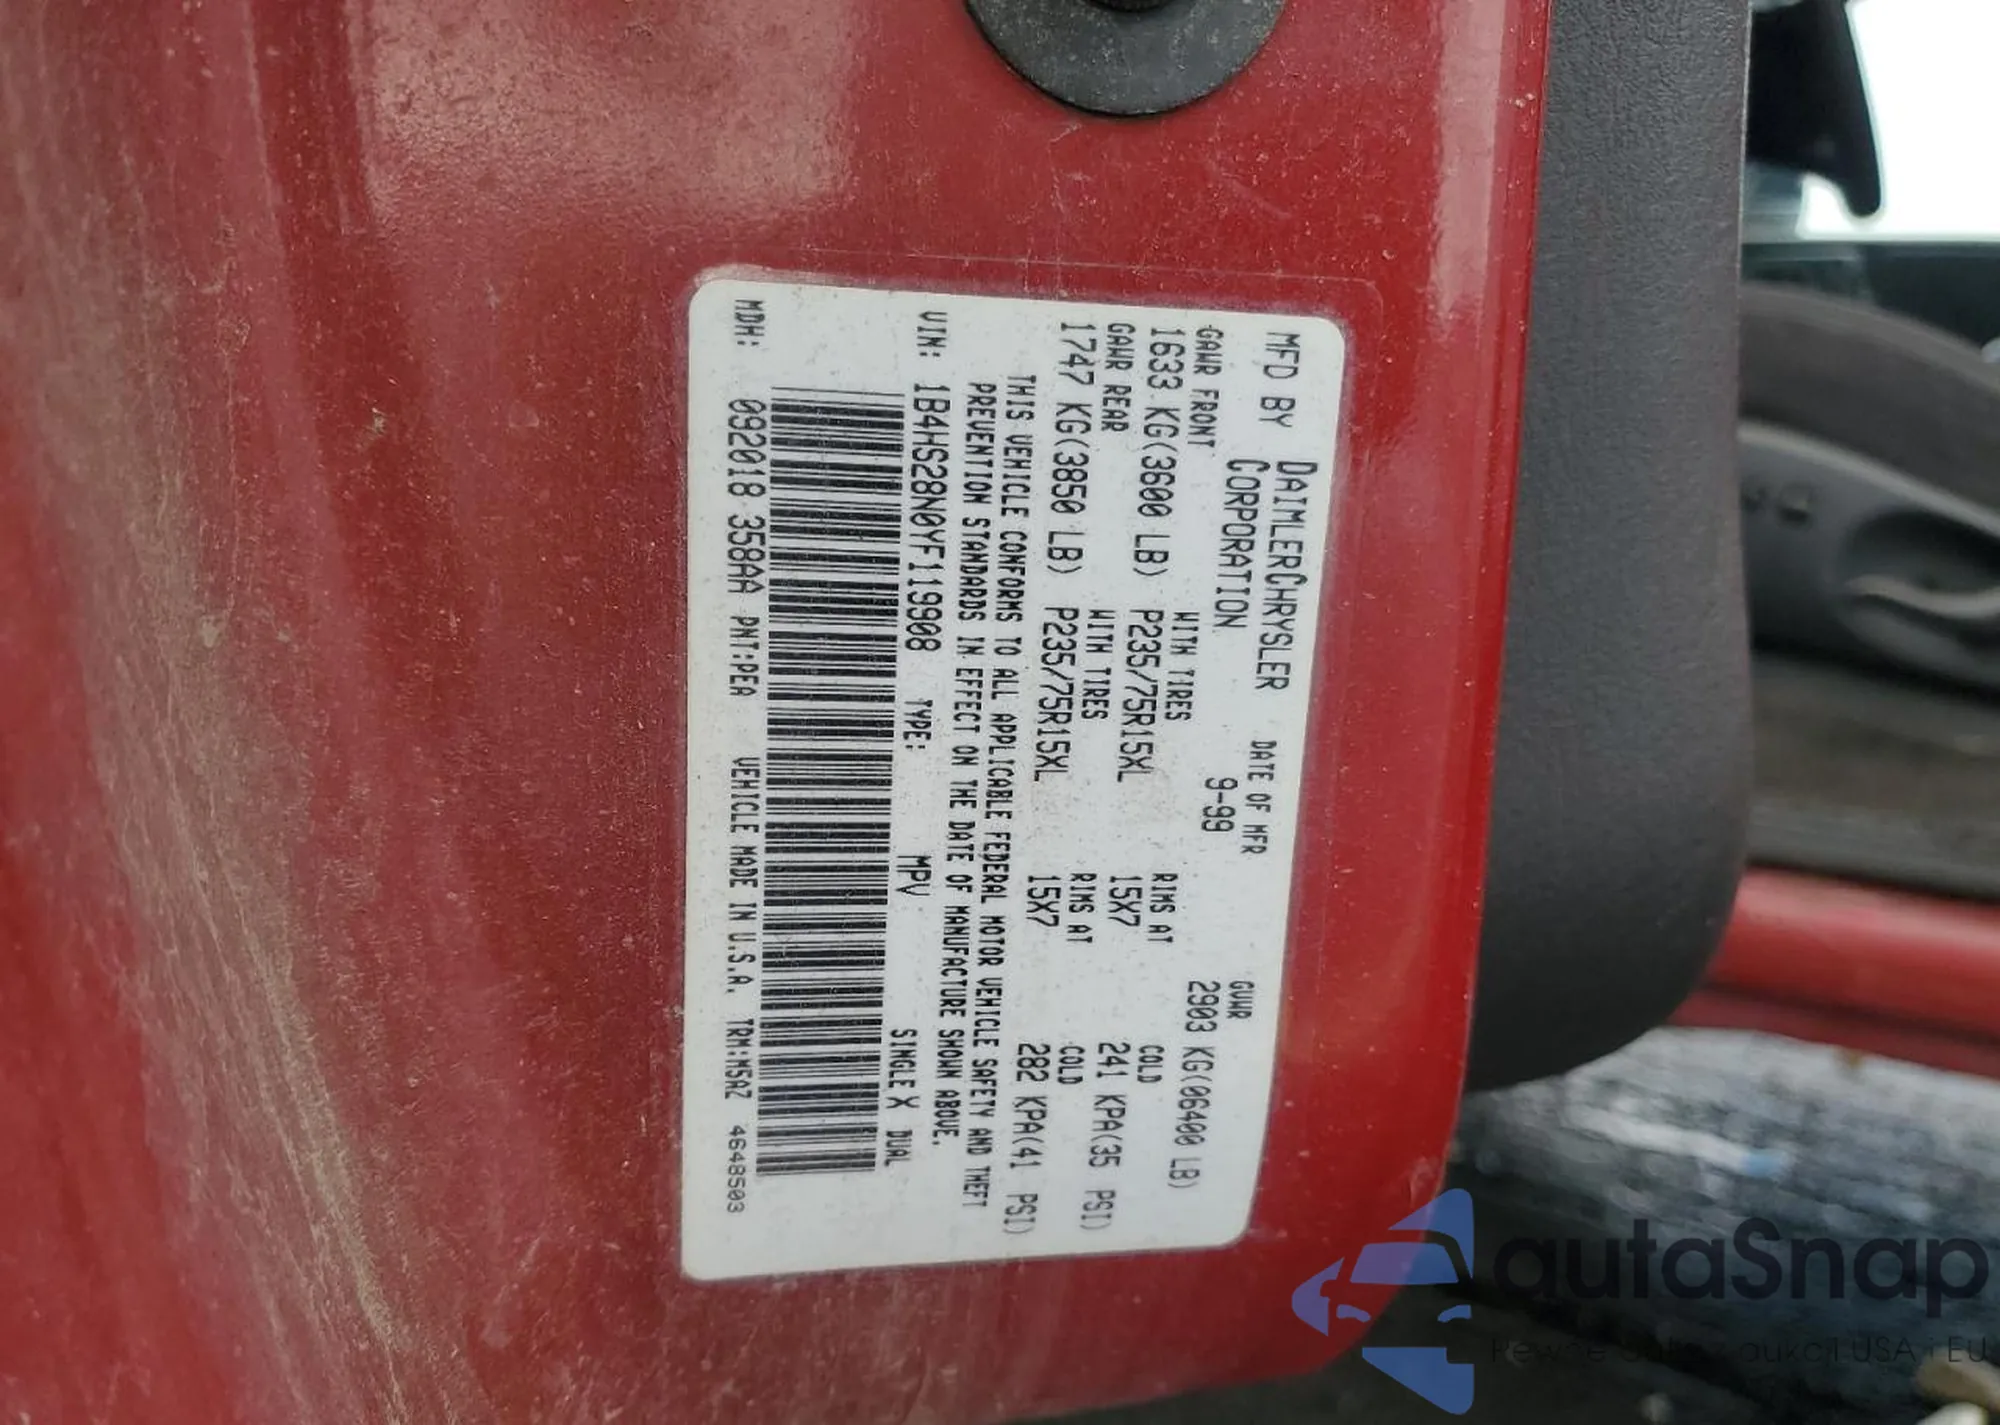 MFD BY DAIMLERCHRYSLER CORPORATION DATE OF MFR 9-99 GVWR 2903 KG(06400 LB)
GAWR FRONT WITH TIRES RIMS AT COLD
1633 KG(3600 LB) P235/75R15XL 15X7 241 KPA(35 PSI)
GAWR REAR WITH TIRES RIMS AT COLD
1747 KG(3850 LB) P235/75R15XL 15X7 282 KPA(41 PSI)
THIS VEHICLE CONFORMS TO ALL APPLICABLE FEDERAL MOTOR VEHICLE SAFETY AND THEFT
PREVENTION STANDARDS IN EFFECT ON THE DATE OF MANUFACTURE SHOWN ABOVE.
VIN: 1B4HS28N0YF119908 TYPE: MPV SINGLE X DUAL
MDH: 092018 358AA PNT:PEA VEHICLE MADE IN U.S.A. TRM:M5AZ 4648503
autoSnap
aukcji USA i EU